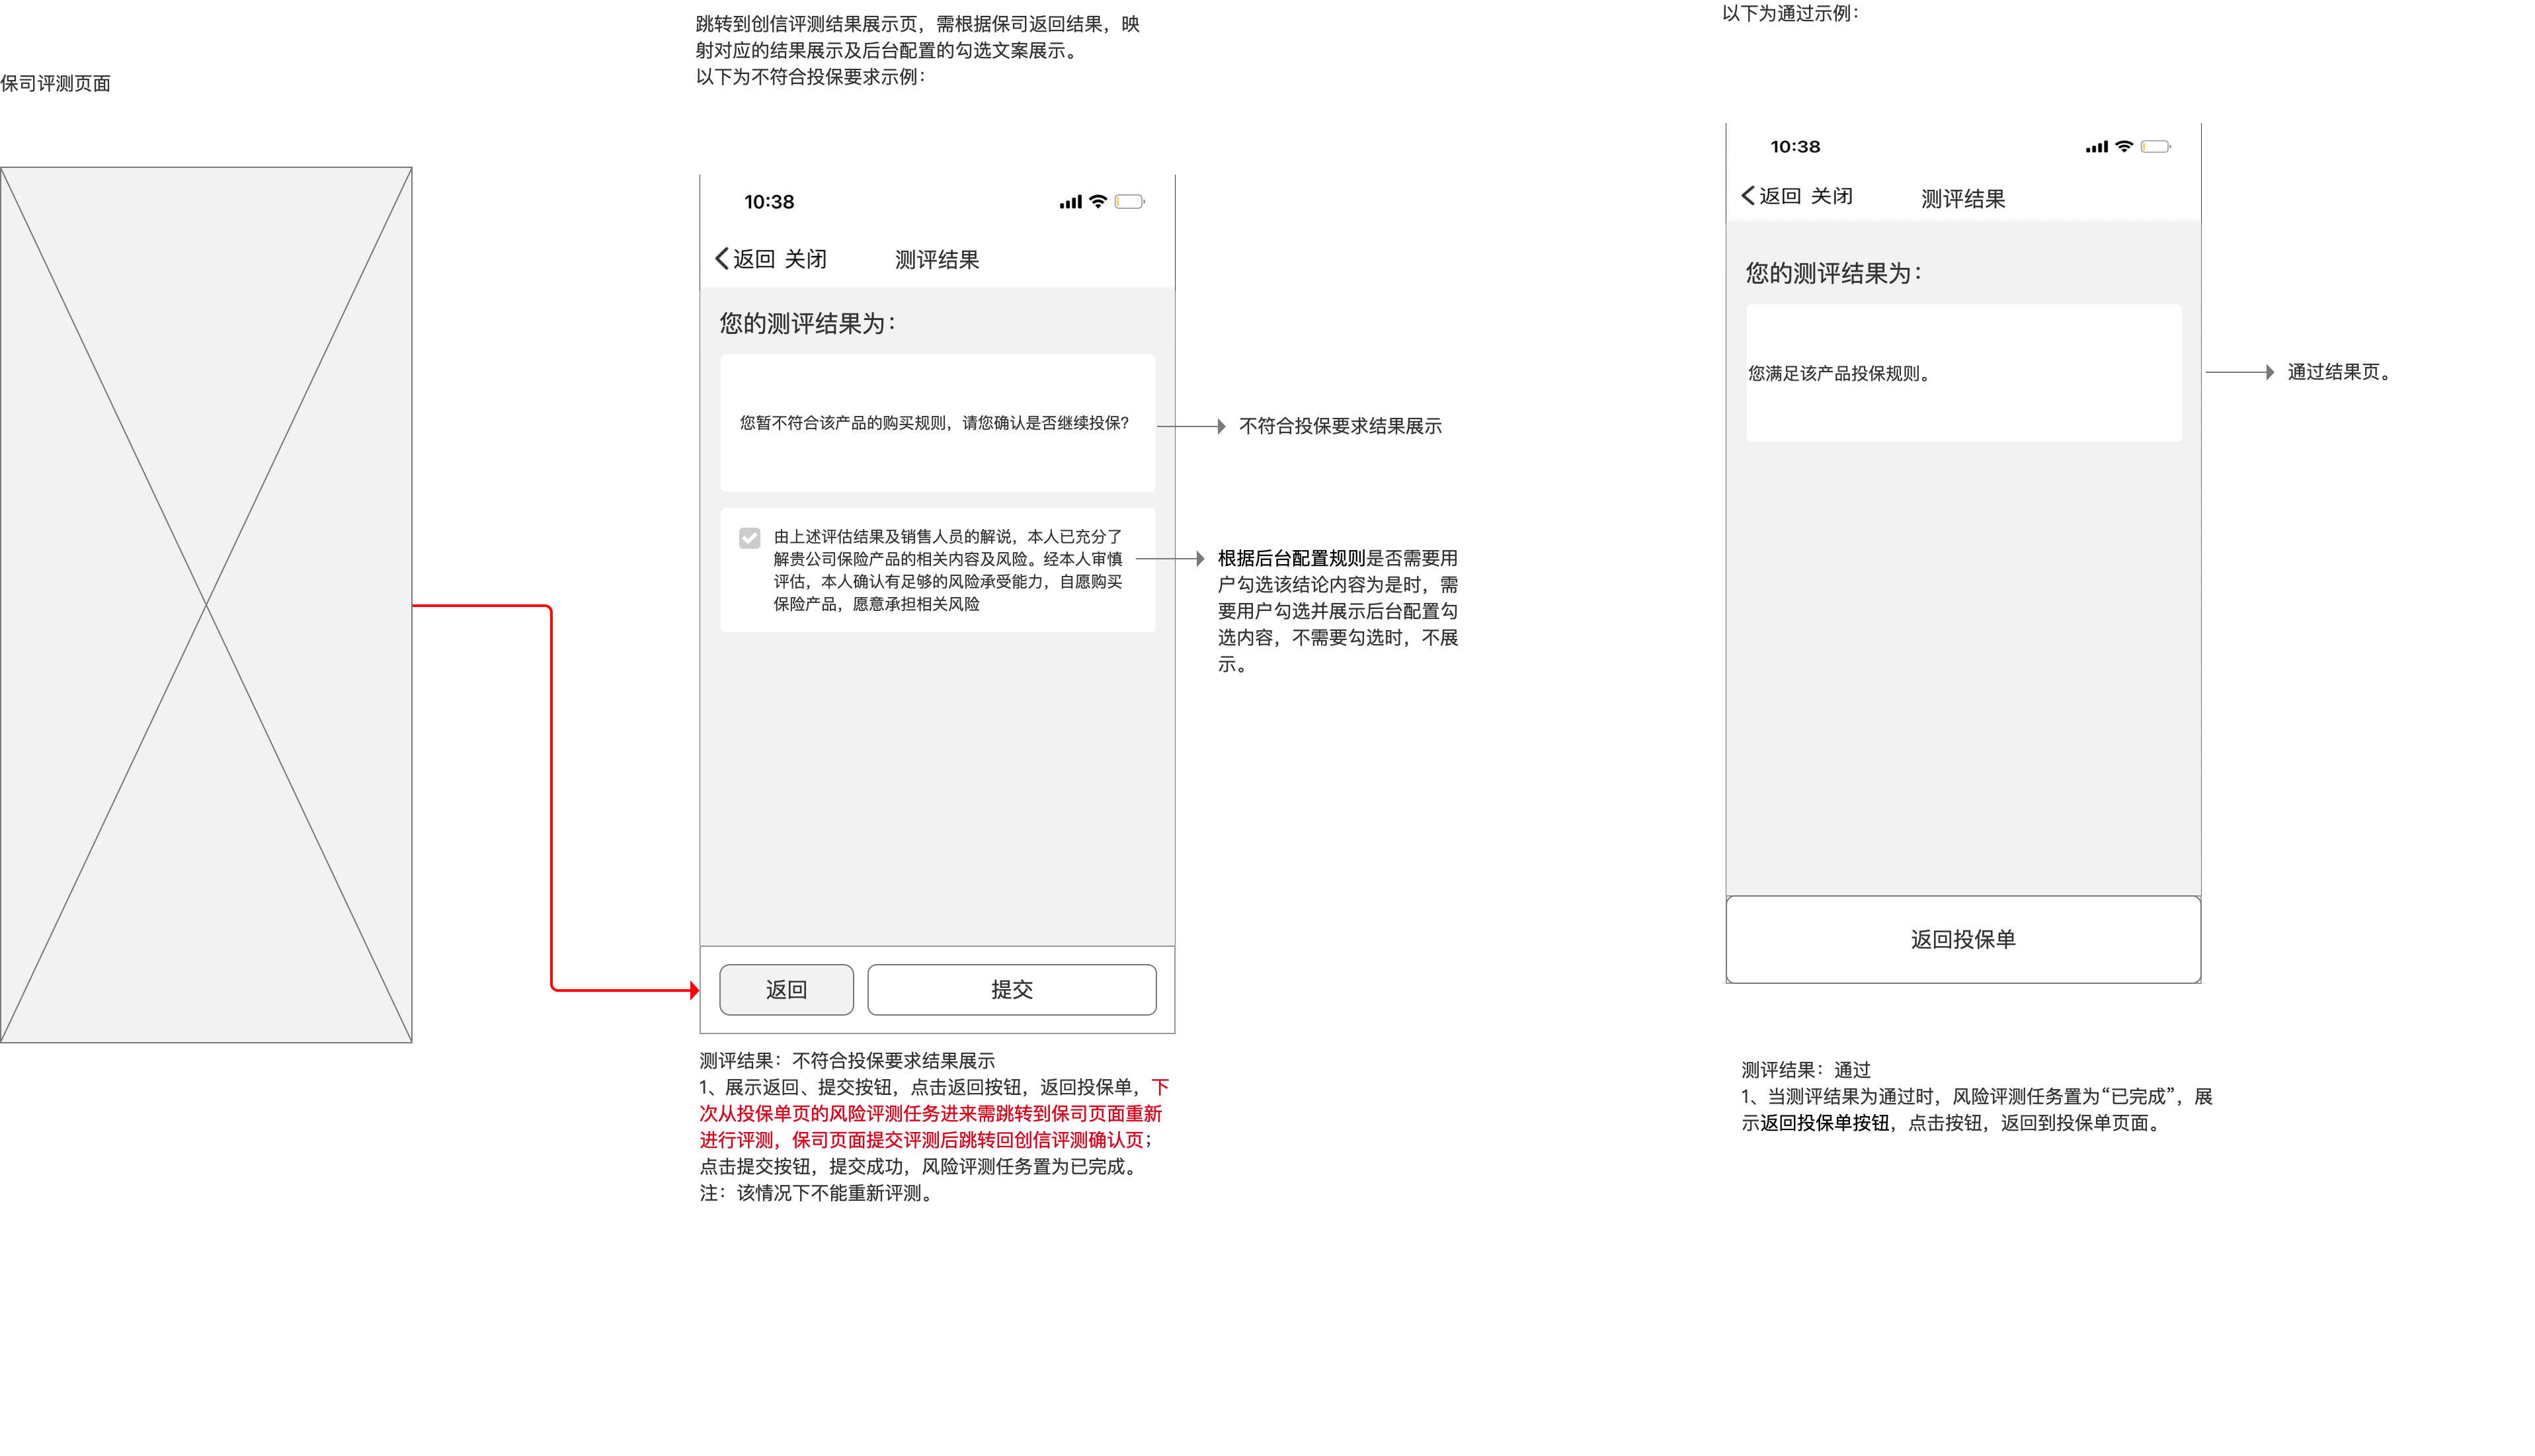 保司评测页面
跳转到创信评测结果展示页，需根据保司返回结果，映
射对应的结果展示及后台配置的勾选文案展示。
以下为不符合投保要求示例：
10:38
返回 关闭
测评结果
您的测评结果为：
您暂不符合该产品的购买规则，请您确认是否继续投保?
不符合投保要求结果展示
由上述评估结果及销售人员的解说，本人已充分了
解贵公司保险产品的相关内容及风险。经本人审慎
评估，本人确认有足够的风险承受能力，自愿购买
保险产品，愿意承担相关风险
根据后台配置规则是否需要用
户勾选该结论内容为是时，需
要用户勾选并展示后台配置勾
选内容，不需要勾选时，不展
示。
返回
提交
测评结果：不符合投保要求结果展示
1、展示返回、提交按钮，点击返回按钮，返回投保单，下
次从投保单页的风险评测任务进来需跳转到保司页面重新
进行评测，保司页面提交评测后跳转回创信评测确认页；
点击提交按钮，提交成功，风险评测任务置为已完成。
注：该情况下不能重新评测。
以下为通过示例：
10:38
返回 关闭
测评结果
您的测评结果为：
您满足该产品投保规则。
通过结果页。
返回投保单
测评结果：通过
1、当测评结果为通过时，风险评测任务置为“已完成”，展
示返回投保单按钮，点击按钮，返回到投保单页面。